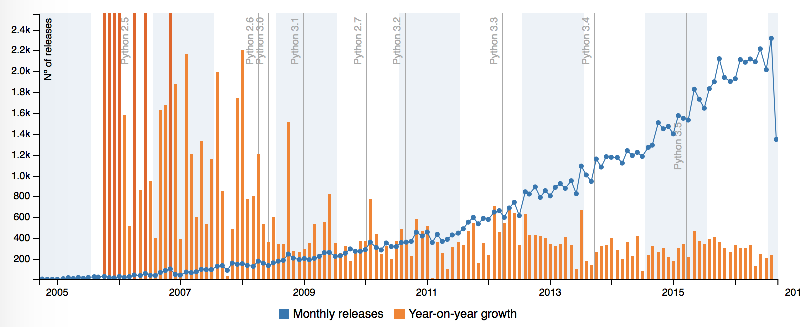 Nº of releases
2.4k
2.2k
2.0k
1.8k
1.6k
1.4k
1.2k
1.0k
800
600
400
200
Python 2.5
Python 2.6
Python 3.0
Python 3.1
Python 2.7
Python 3.2
Python 3.3
Python 3.4
Python 3.5
2005
2007
2009
2011
2013
2015
201
Monthly releases
Year-on-year growth